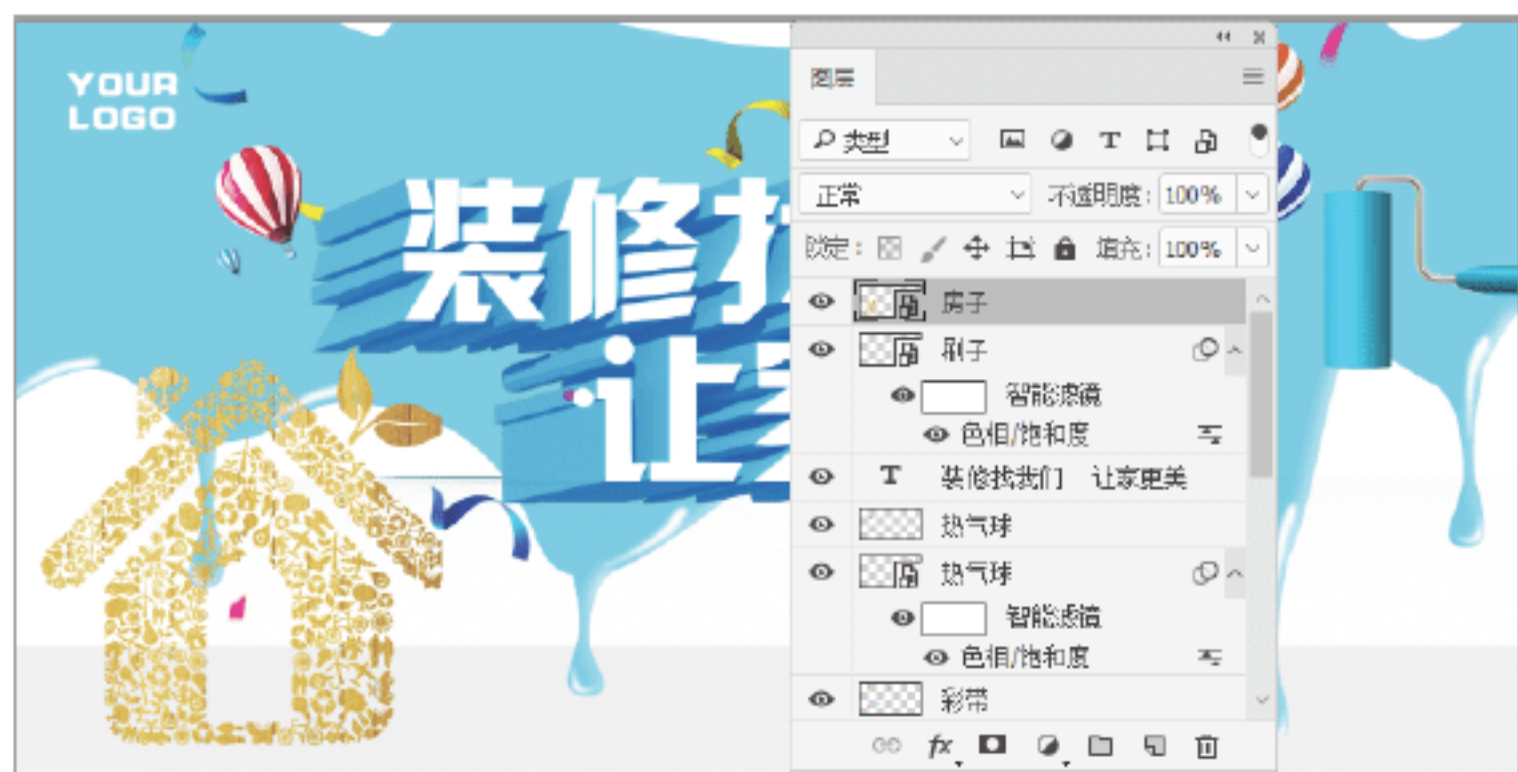 YOUR
LOGO
装修找
让家
图层
类型
正常 不透明度: 100%
锁定: 填充: 100%
房子
刷子
智能滤镜
色相/饱和度
T 装修找我们 让家更美
热气球
热气球
智能滤镜
色相/饱和度
彩带
fx